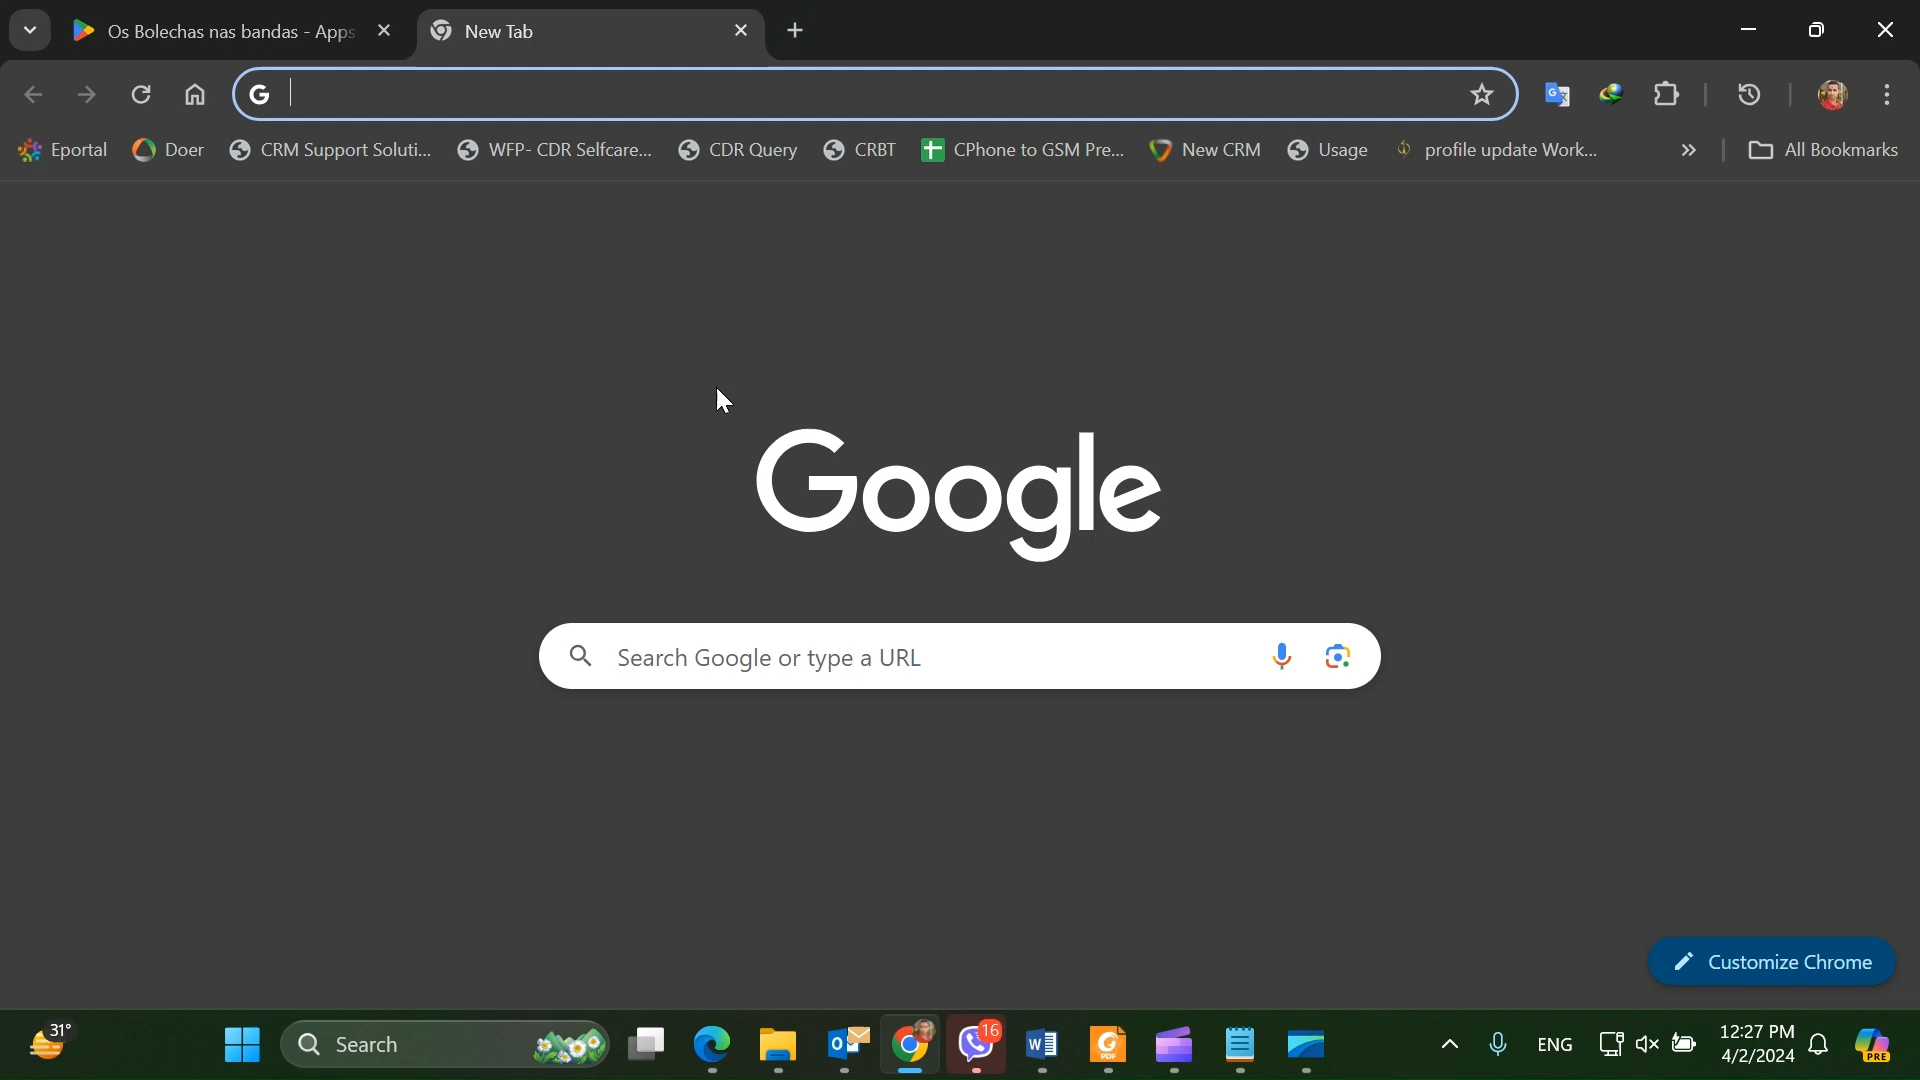 Os Bolechas nas bandas - Apps
New Tab
Eportal
Doer
CRM Support Soluti...
WFP- CDR Selfcare...
CDR Query
CRBT
CPhone to GSM Pre...
New CRM
Usage
profile update Work...
All Bookmarks
Google
Search Google or type a URL
Customize Chrome
31°
Search
16
ENG
12:27 PM
4/2/2024
PRE